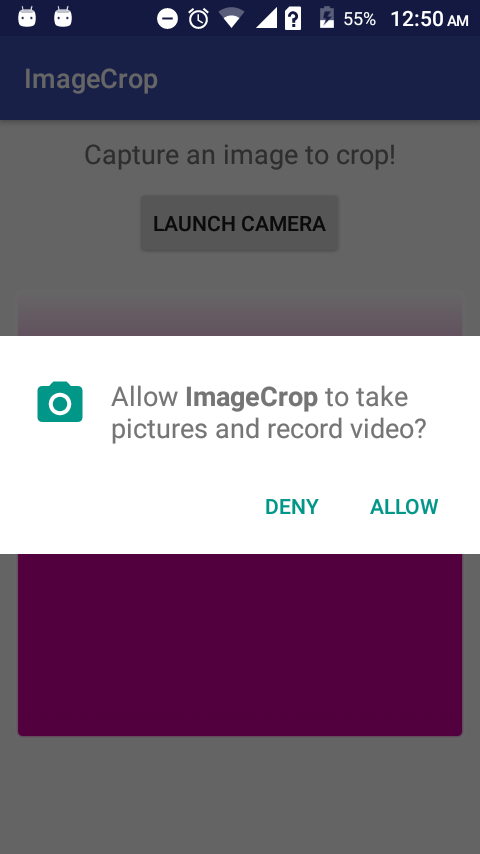 55% 12:50 AM
ImageCrop
Capture an image to crop!
LAUNCH CAMERA
Allow ImageCrop to take
pictures and record video?
DENY ALLOW